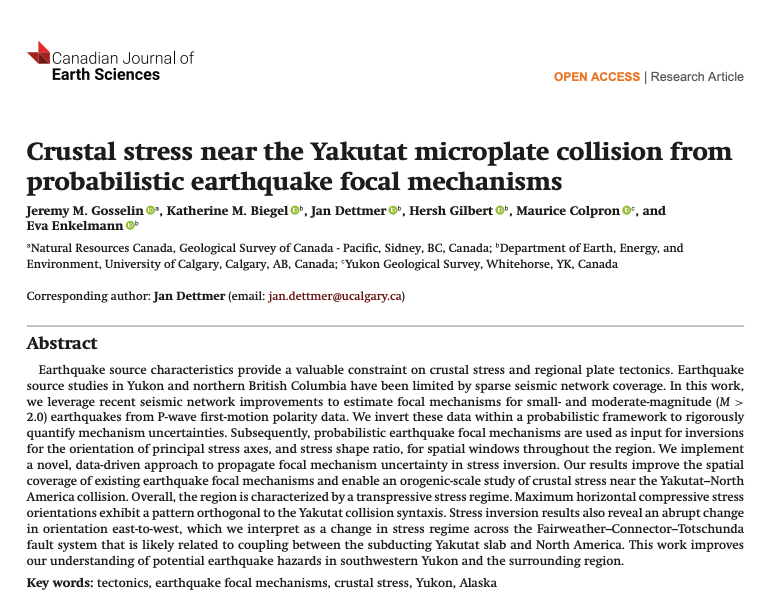 Canadian Journal of
Earth Sciences
OPEN ACCESS | Research Article
Crustal stress near the Yakutat microplate collision from
probabilistic earthquake focal mechanisms
Jeremy M. Gosselin iD a, Katherine M. Biegel iD b, Jan Dettmer iD b, Hersh Gilbert iD b, Maurice Colpron iD c, and
Eva Enkelmann iD b
aNatural Resources Canada, Geological Survey of Canada - Pacific, Sidney, BC, Canada; bDepartment of Earth, Energy, and
Environment, University of Calgary, Calgary, AB, Canada; cYukon Geological Survey, Whitehorse, YK, Canada
Corresponding author: Jan Dettmer (email: jan.dettmer@ucalgary.ca)
Abstract
Earthquake source characteristics provide a valuable constraint on crustal stress and regional plate tectonics. Earthquake
source studies in Yukon and northern British Columbia have been limited by sparse seismic network coverage. In this work,
we leverage recent seismic network improvements to estimate focal mechanisms for small- and moderate-magnitude (M >
2.0) earthquakes from P-wave first-motion polarity data. We invert these data within a probabilistic framework to rigorously
quantify mechanism uncertainties. Subsequently, probabilistic earthquake focal mechanisms are used as input for inversions
for the orientation of principal stress axes, and stress shape ratio, for spatial windows throughout the region. We implement
a novel, data-driven approach to propagate focal mechanism uncertainty in stress inversion. Our results improve the spatial
coverage of existing earthquake focal mechanisms and enable an orogenic-scale study of crustal stress near the Yakutat–North
America collision. Overall, the region is characterized by a transpressive stress regime. Maximum horizontal compressive stress
orientations exhibit a pattern orthogonal to the Yakutat collision syntaxis. Stress inversion results also reveal an abrupt change
in orientation east-to-west, which we interpret as a change in stress regime across the Fairweather–Connector–Totschunda
fault system that is likely related to coupling between the subducting Yakutat slab and North America. This work improves
our understanding of potential earthquake hazards in southwestern Yukon and the surrounding region.
Key words: tectonics, earthquake focal mechanisms, crustal stress, Yukon, Alaska